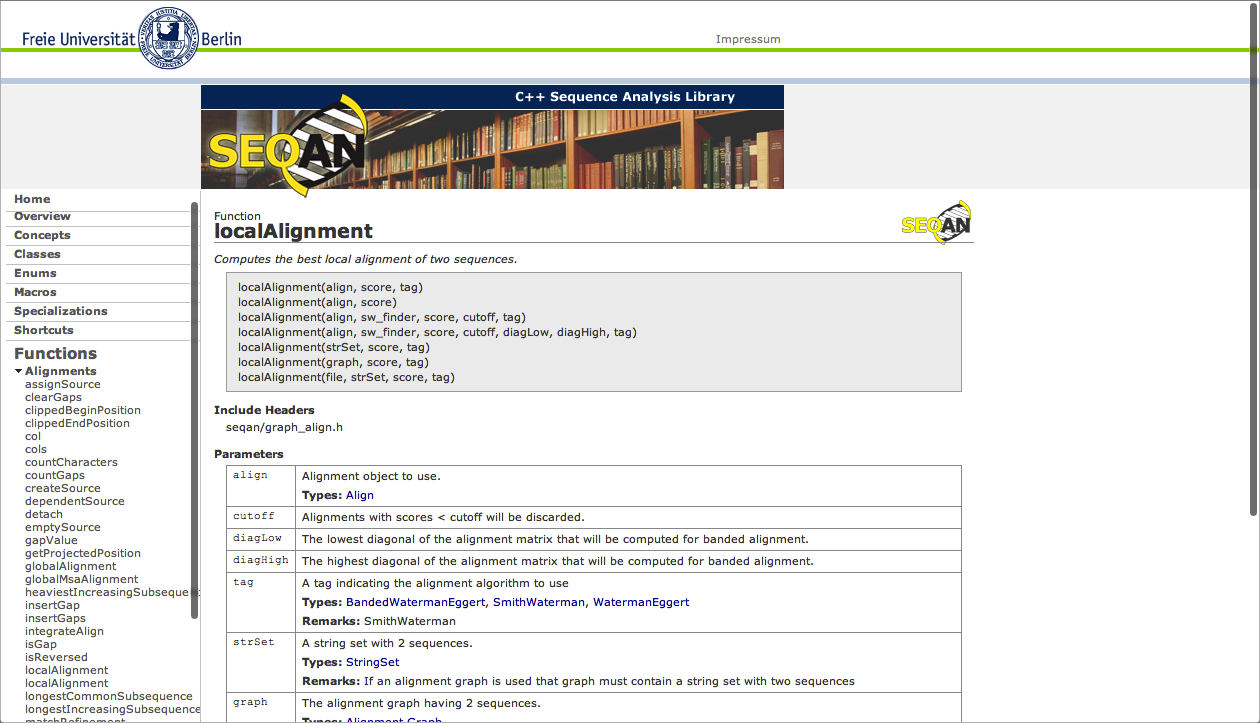 Freie Universität Berlin
Impressum
C++ Sequence Analysis Library
SEQAN
Home
Overview
Concepts
Classes
Enums
Macros
Specializations
Shortcuts
Functions
Alignments
assignSource
clearGaps
clippedBeginPosition
clippedEndPosition
col
cols
countCharacters
countGaps
createSource
dependentSource
detach
emptySource
gapValue
getProjectedPosition
globalAlignment
globalMsaAlignment
heaviestIncreasingSubsequenc
insertGap
insertGaps
integrateAlign
isGap
isReversed
localAlignment
localAlignment
longestCommonSubsequence
longestIncreasingSubsequence
matchRefinement
Function
localAlignment
SEQAN
Computes the best local alignment of two sequences.
localAlignment(align, score, tag)
localAlignment(align, score)
localAlignment(align, sw_finder, score, cutoff, tag)
localAlignment(align, sw_finder, score, cutoff, diagLow, diagHigh, tag)
localAlignment(strSet, score, tag)
localAlignment(graph, score, tag)
localAlignment(file, strSet, score, tag)
Include Headers
seqan/graph_align.h
Parameters
align Alignment object to use.
Types: Align
cutoff Alignments with scores < cutoff will be discarded.
diagLow The lowest diagonal of the alignment matrix that will be computed for banded alignment.
diagHigh The highest diagonal of the alignment matrix that will be computed for banded alignment.
tag A tag indicating the alignment algorithm to use
Types: BandedWatermanEggert, SmithWaterman, WatermanEggert
Remarks: SmithWaterman
strSet A string set with 2 sequences.
Types: StringSet
Remarks: If an alignment graph is used that graph must contain a string set with two sequences
graph The alignment graph having 2 sequences.
Types: Alignment Graph